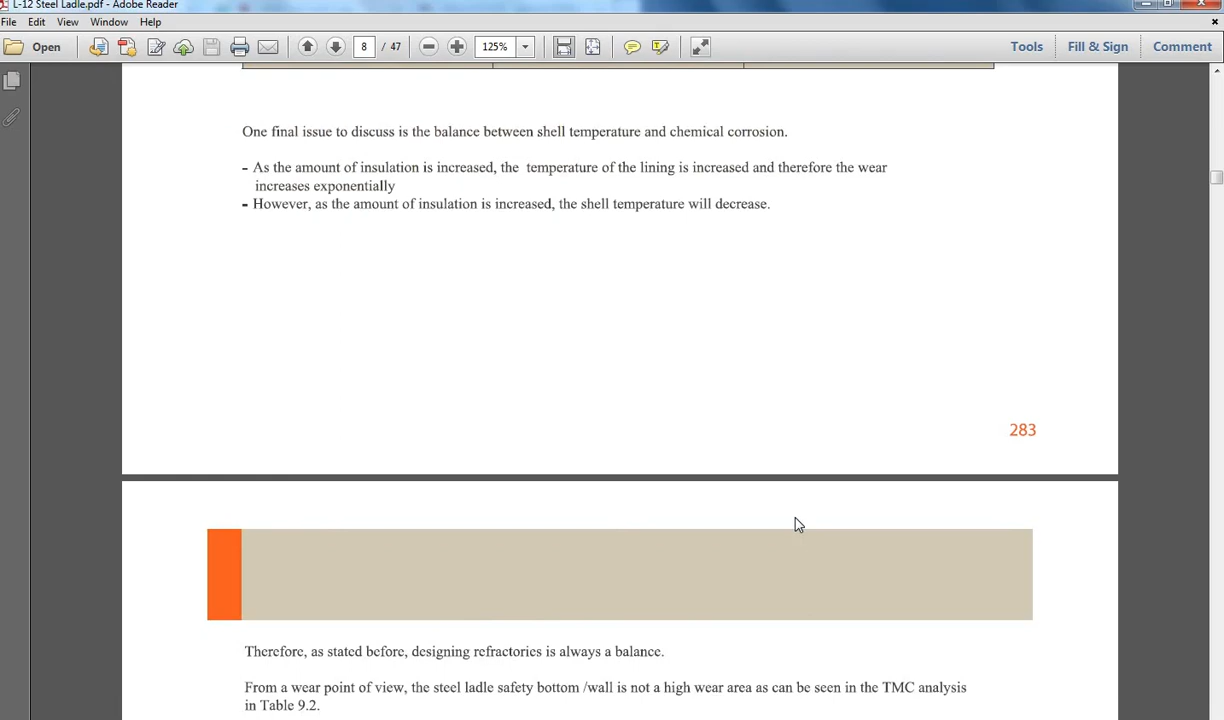 L-12 Steel Ladle.pdf - Adobe Reader
File Edit View Window Help
Open 8 / 47 125% Tools Fill & Sign Comment
One final issue to discuss is the balance between shell temperature and chemical corrosion.
- As the amount of insulation is increased, the temperature of the lining is increased and therefore the wear
increases exponentially
- However, as the amount of insulation is increased, the shell temperature will decrease.
283
Therefore, as stated before, designing refractories is always a balance.
From a wear point of view, the steel ladle safety bottom /wall is not a high wear area as can be seen in the TMC analysis
in Table 9.2.